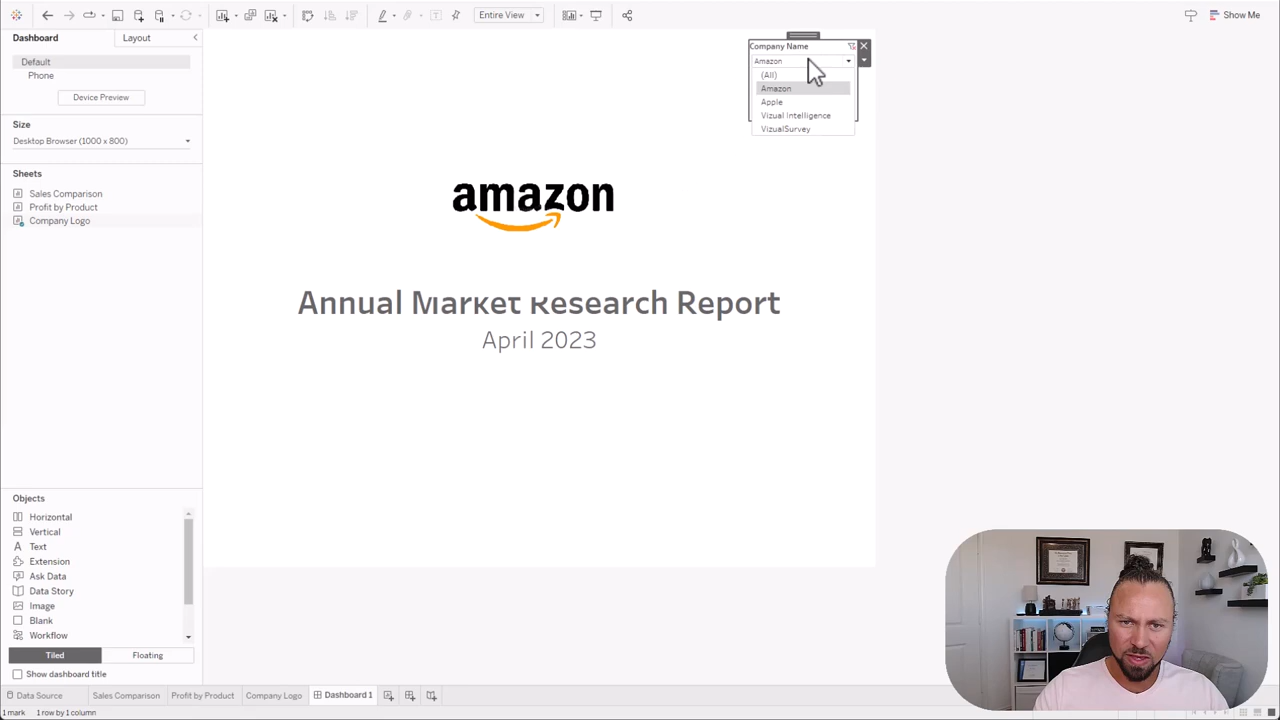 Entire View
Show Me
Dashboard
Layout
Default
Phone
Device Preview
Size
Desktop Browser (1000 x 800)
Sheets
Sales Comparison
Profit by Product
Company Logo
Company Name
Amazon
(All)
Amazon
Apple
Vizual Intelligence
VizualSurvey
amazon
Annual Market Research Report
April 2023
Objects
Horizontal
Vertical
A Text
Extension
Ask Data
Data Story
Image
Blank
Workflow
Tiled
Floating
Show dashboard title
Data Source
Sales Comparison
Profit by Product
Company Logo
Dashboard 1
1 mark
1 row by 1 column